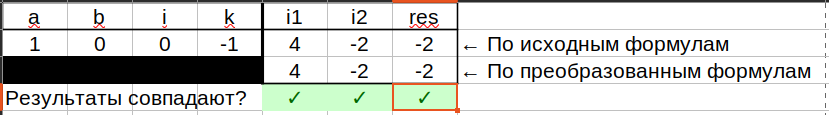 a b i k i1 i2 res
1 0 0 -1 4 -2 -2 ← По исходным формулам
4 -2 -2 ← По преобразованным формулам
Результаты совпадают? ✓ ✓ ✓